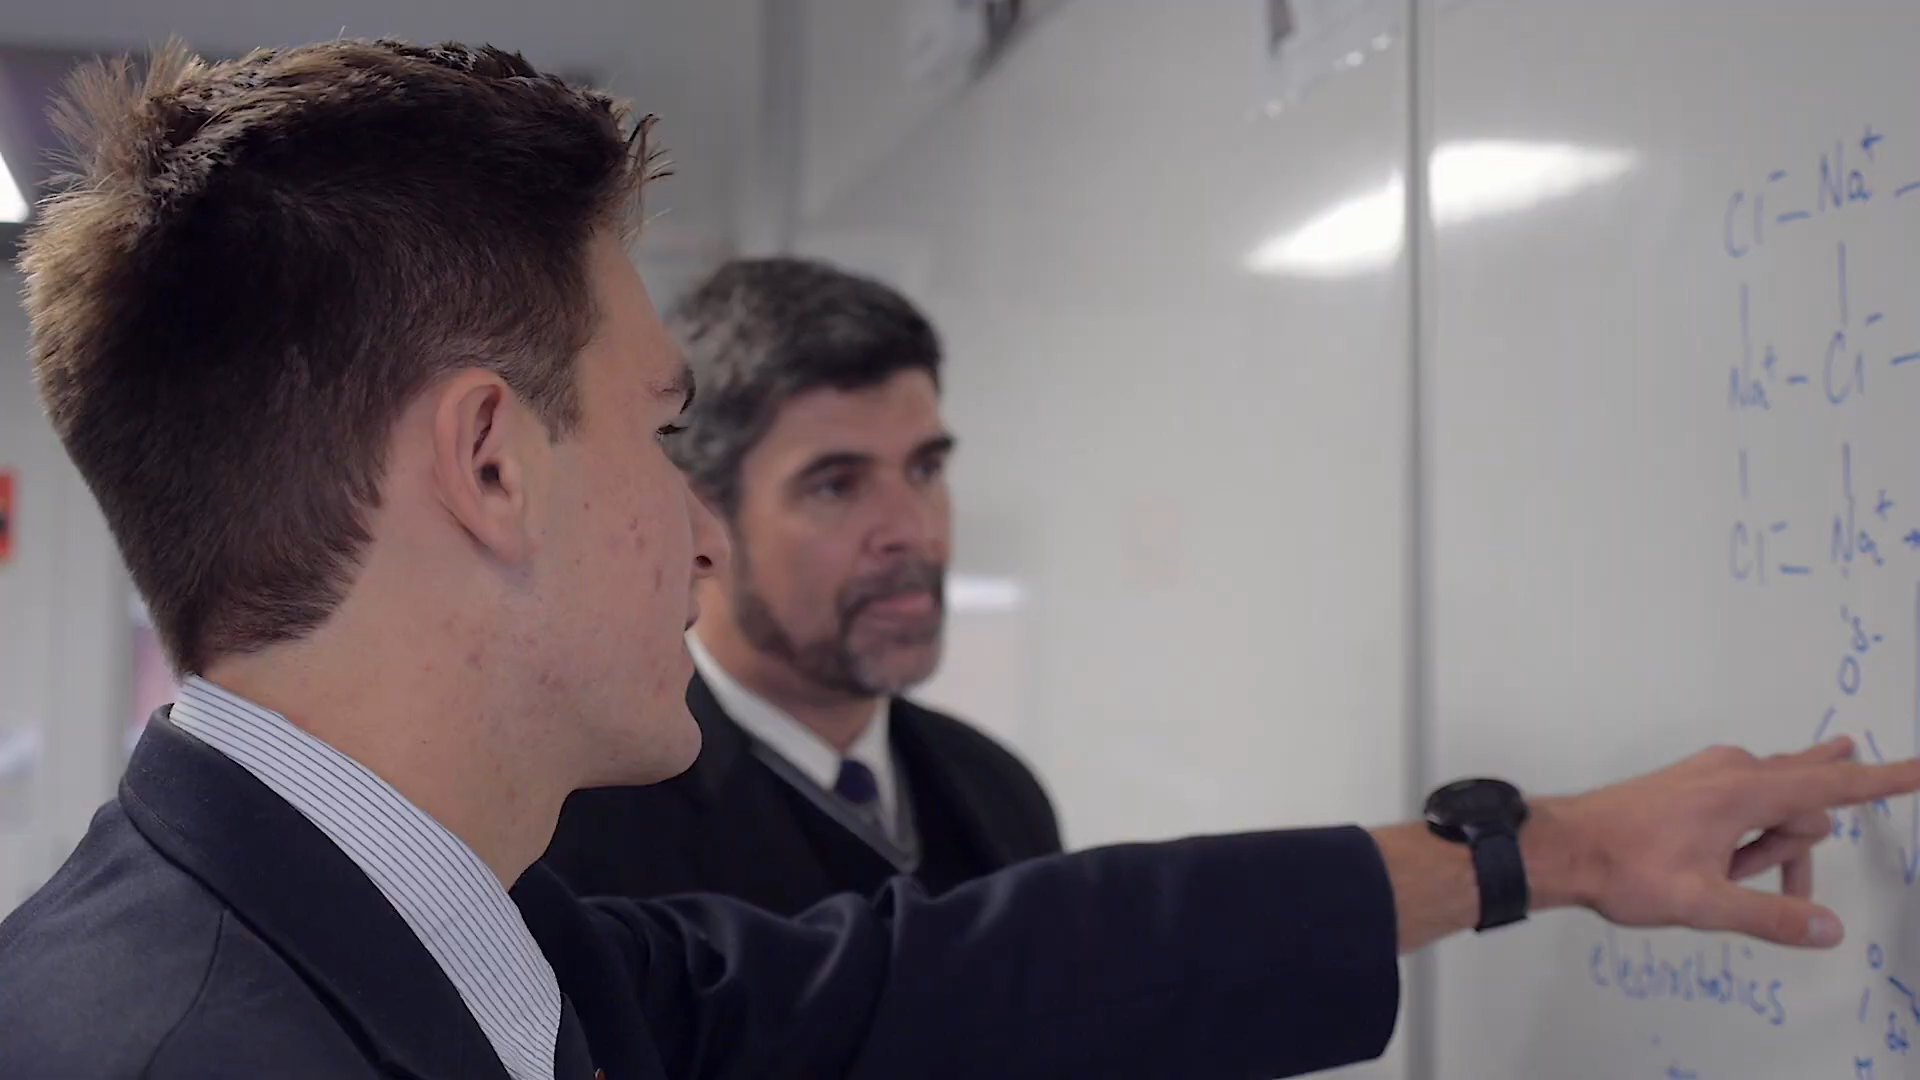 Cl⁻ – Na⁺ –
Na⁺ – Cl⁻ –
Cl⁻ – Na⁺
δ-
O
electrostatics
O